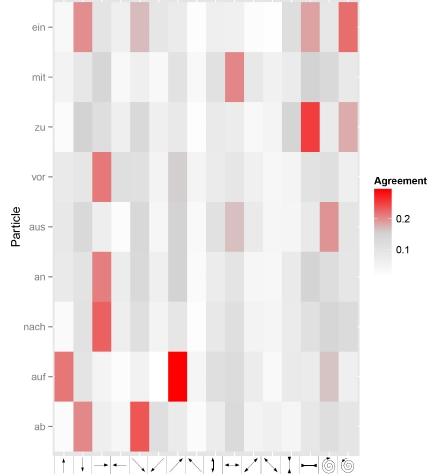 ein
mit
zu
vor
aus
an
nach
auf
ab
Particle
Agreement
0.2
0.1